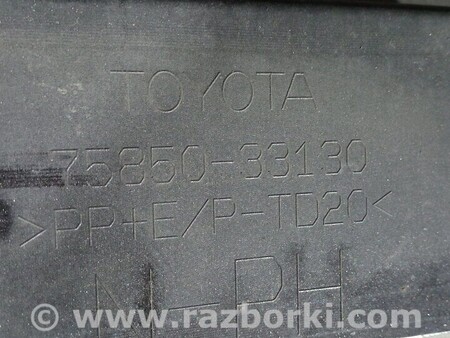 TOYOTA
75850-33130
>PP+E/P-TD20<
N-PH
© www.razborki.com